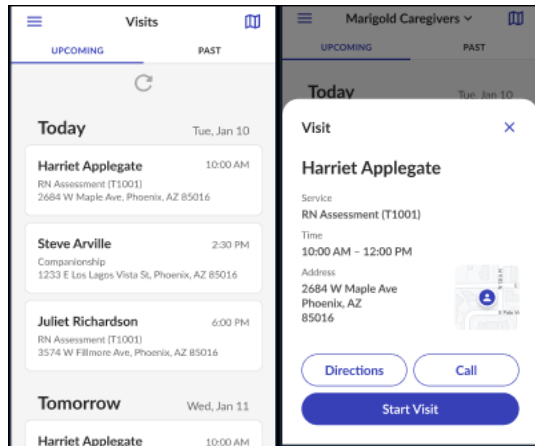 Visits
UPCOMING PAST
Today Tue, Jan 10
Harriet Applegate 10:00 AM
RN Assessment (T1001)
2684 W Maple Ave, Phoenix, AZ 85016
Steve Arville 2:30 PM
Companionship
1233 E Los Lagos Vista St, Phoenix, AZ 85016
Juliet Richardson 6:00 PM
RN Assessment (T1001)
3574 W Fillmore Ave, Phoenix, AZ 85016
Tomorrow Wed, Jan 11
Harriet Applegate 10:00 AM
Marigold Caregivers
UPCOMING PAST
Today Tue, Jan 10
Visit
Harriet Applegate
Service
RN Assessment (T1001)
Time
10:00 AM – 12:00 PM
Address
2684 W Maple Ave
Phoenix, AZ
85016
Directions Call
Start Visit